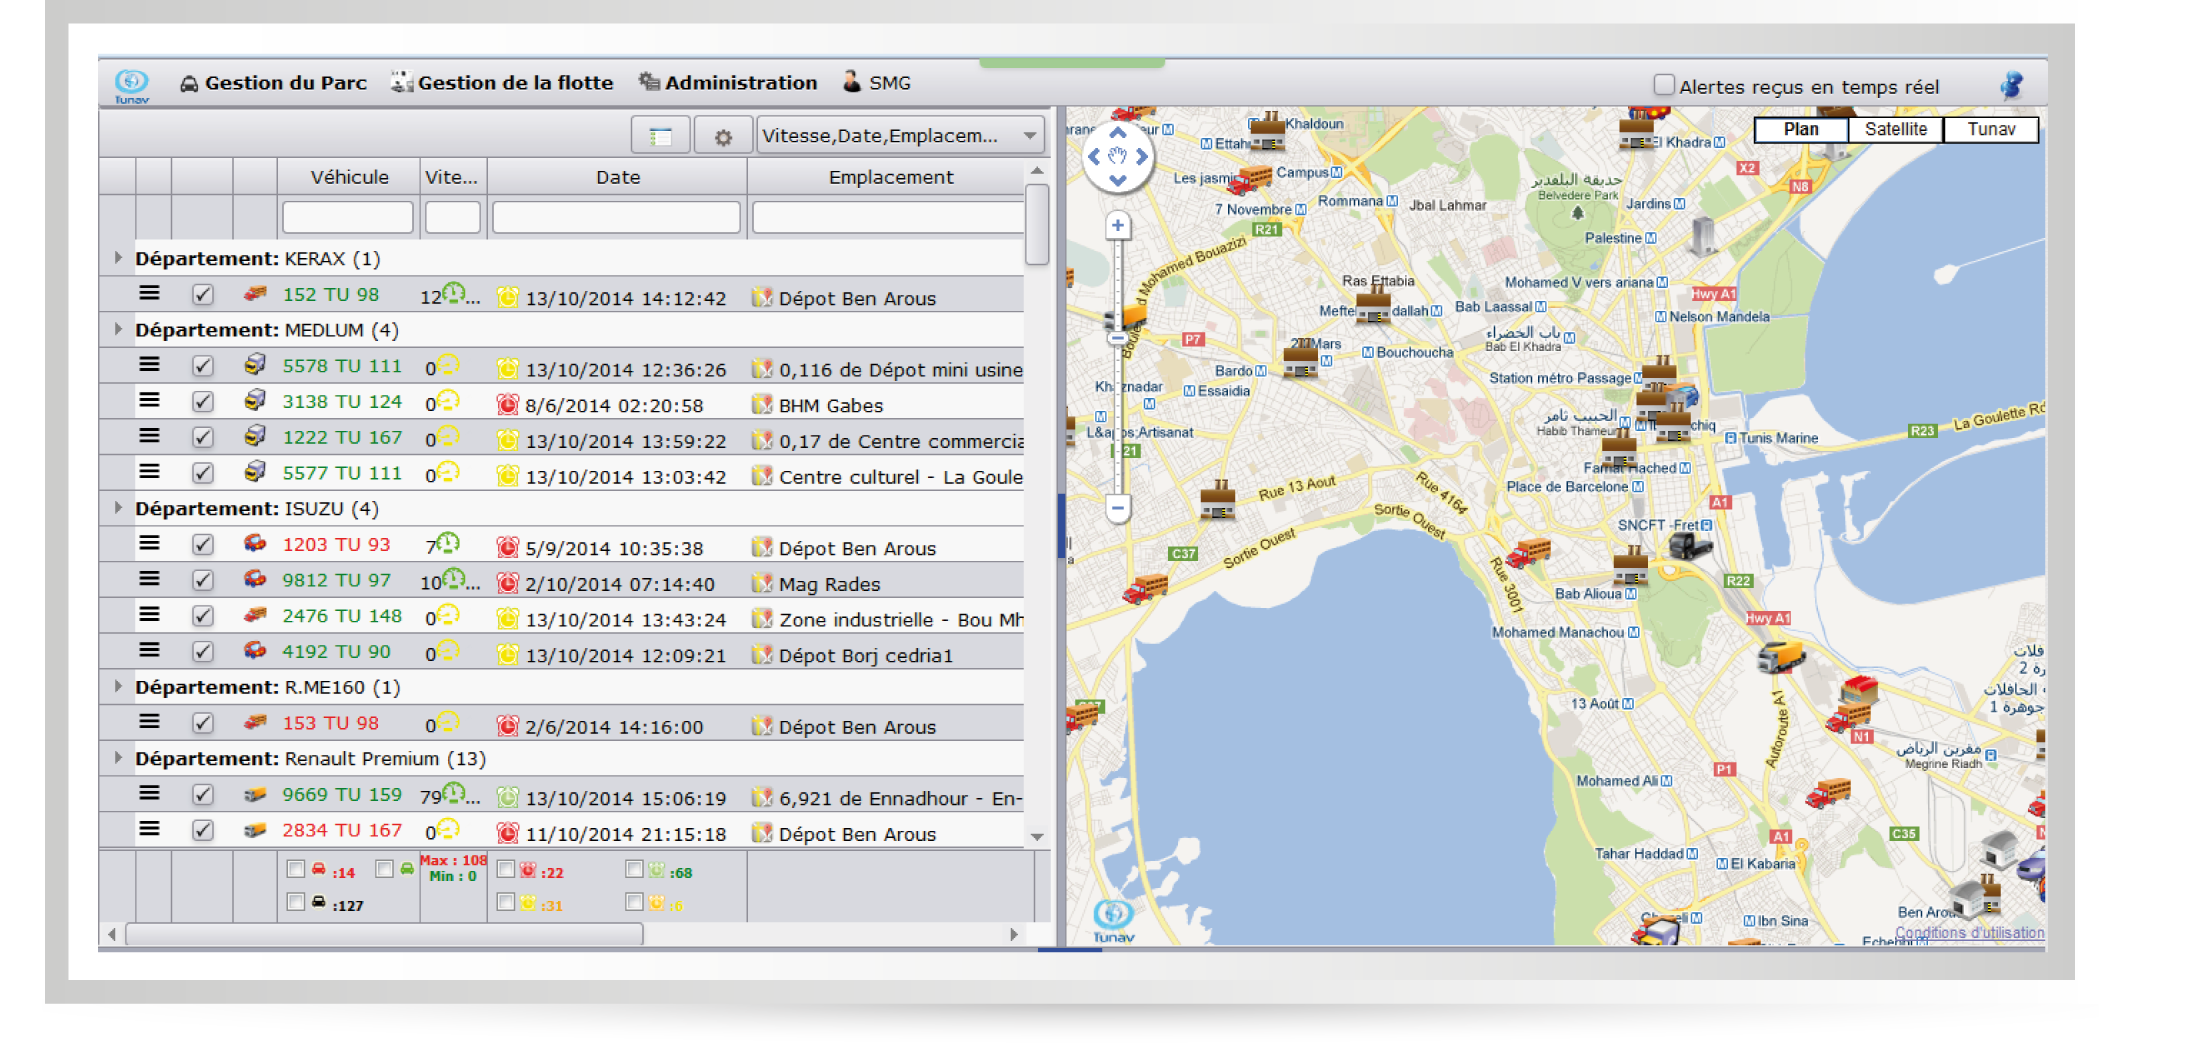 Tunav
Gestion du Parc
Gestion de la flotte
Administration
SMG
Alertes reçus en temps réel
Vitesse,Date,Emplacem...
Véhicule
Vite...
Date
Emplacement
Département: KERAX (1)
152 TU 98 12... 13/10/2014 14:12:42 Dépot Ben Arous
Département: MEDLUM (4)
5578 TU 111 0 13/10/2014 12:36:26 0,116 de Dépot mini usine
3138 TU 124 0 8/6/2014 02:20:58 BHM Gabes
1222 TU 167 0 13/10/2014 13:59:22 0,17 de Centre commercia
5577 TU 111 0 13/10/2014 13:03:42 Centre culturel - La Goule
Département: ISUZU (4)
1203 TU 93 7 5/9/2014 10:35:38 Dépot Ben Arous
9812 TU 97 10... 2/10/2014 07:14:40 Mag Rades
2476 TU 148 0 13/10/2014 13:43:24 Zone industrielle - Bou Mh
4192 TU 90 0 13/10/2014 12:09:21 Dépot Borj cedria1
Département: R.ME160 (1)
153 TU 98 0 2/6/2014 14:16:00 Dépot Ben Arous
Département: Renault Premium (13)
9669 TU 159 79... 13/10/2014 15:06:19 6,921 de Ennadhour - En-
2834 TU 167 0 11/10/2014 21:15:18 Dépot Ben Arous
:14
Max : 108
Min : 0
:22
:68
:127
:31
:6
Plan
Satellite
Tunav
Khaldoun
El Khadra
X2
N8
Les jasmi
Campus
7 Novembre
Rommana
Jbal Lahmar
Belvedere Park
Jardins
R21
Palestine
Mohamed Bouazizi
Ras Ettabia
Mohamed V vers ariana
Hwy A1
Bab Laassal
Nelson Mandela
P7
باب الخضراء
Bab El Khadra
Bouchoucha
Bardo
Essaidia
Station métro Passage
الحبيب ثامر
Habib Thameur
L&apos;Artisanat
Tunis Marine
R23
La Goulette Rd
Place de Barcelone
Rue 13 Aout
Rue 4164
Sortie Ouest
A1
SNCFT -Fret
C37
Sortie Ouest
Rue 3001
R22
Bab Alioua
Hwy A1
Mohamed Manachou
13 Août
Autoroute A1
N1
مقرين الرياض
Megrine Riadh
P1
Mohamed Ali
A1
C35
Tahar Haddad
El Kabaria
Ibn Sina
Ben Arou
Conditions d'utilisation
Tunav